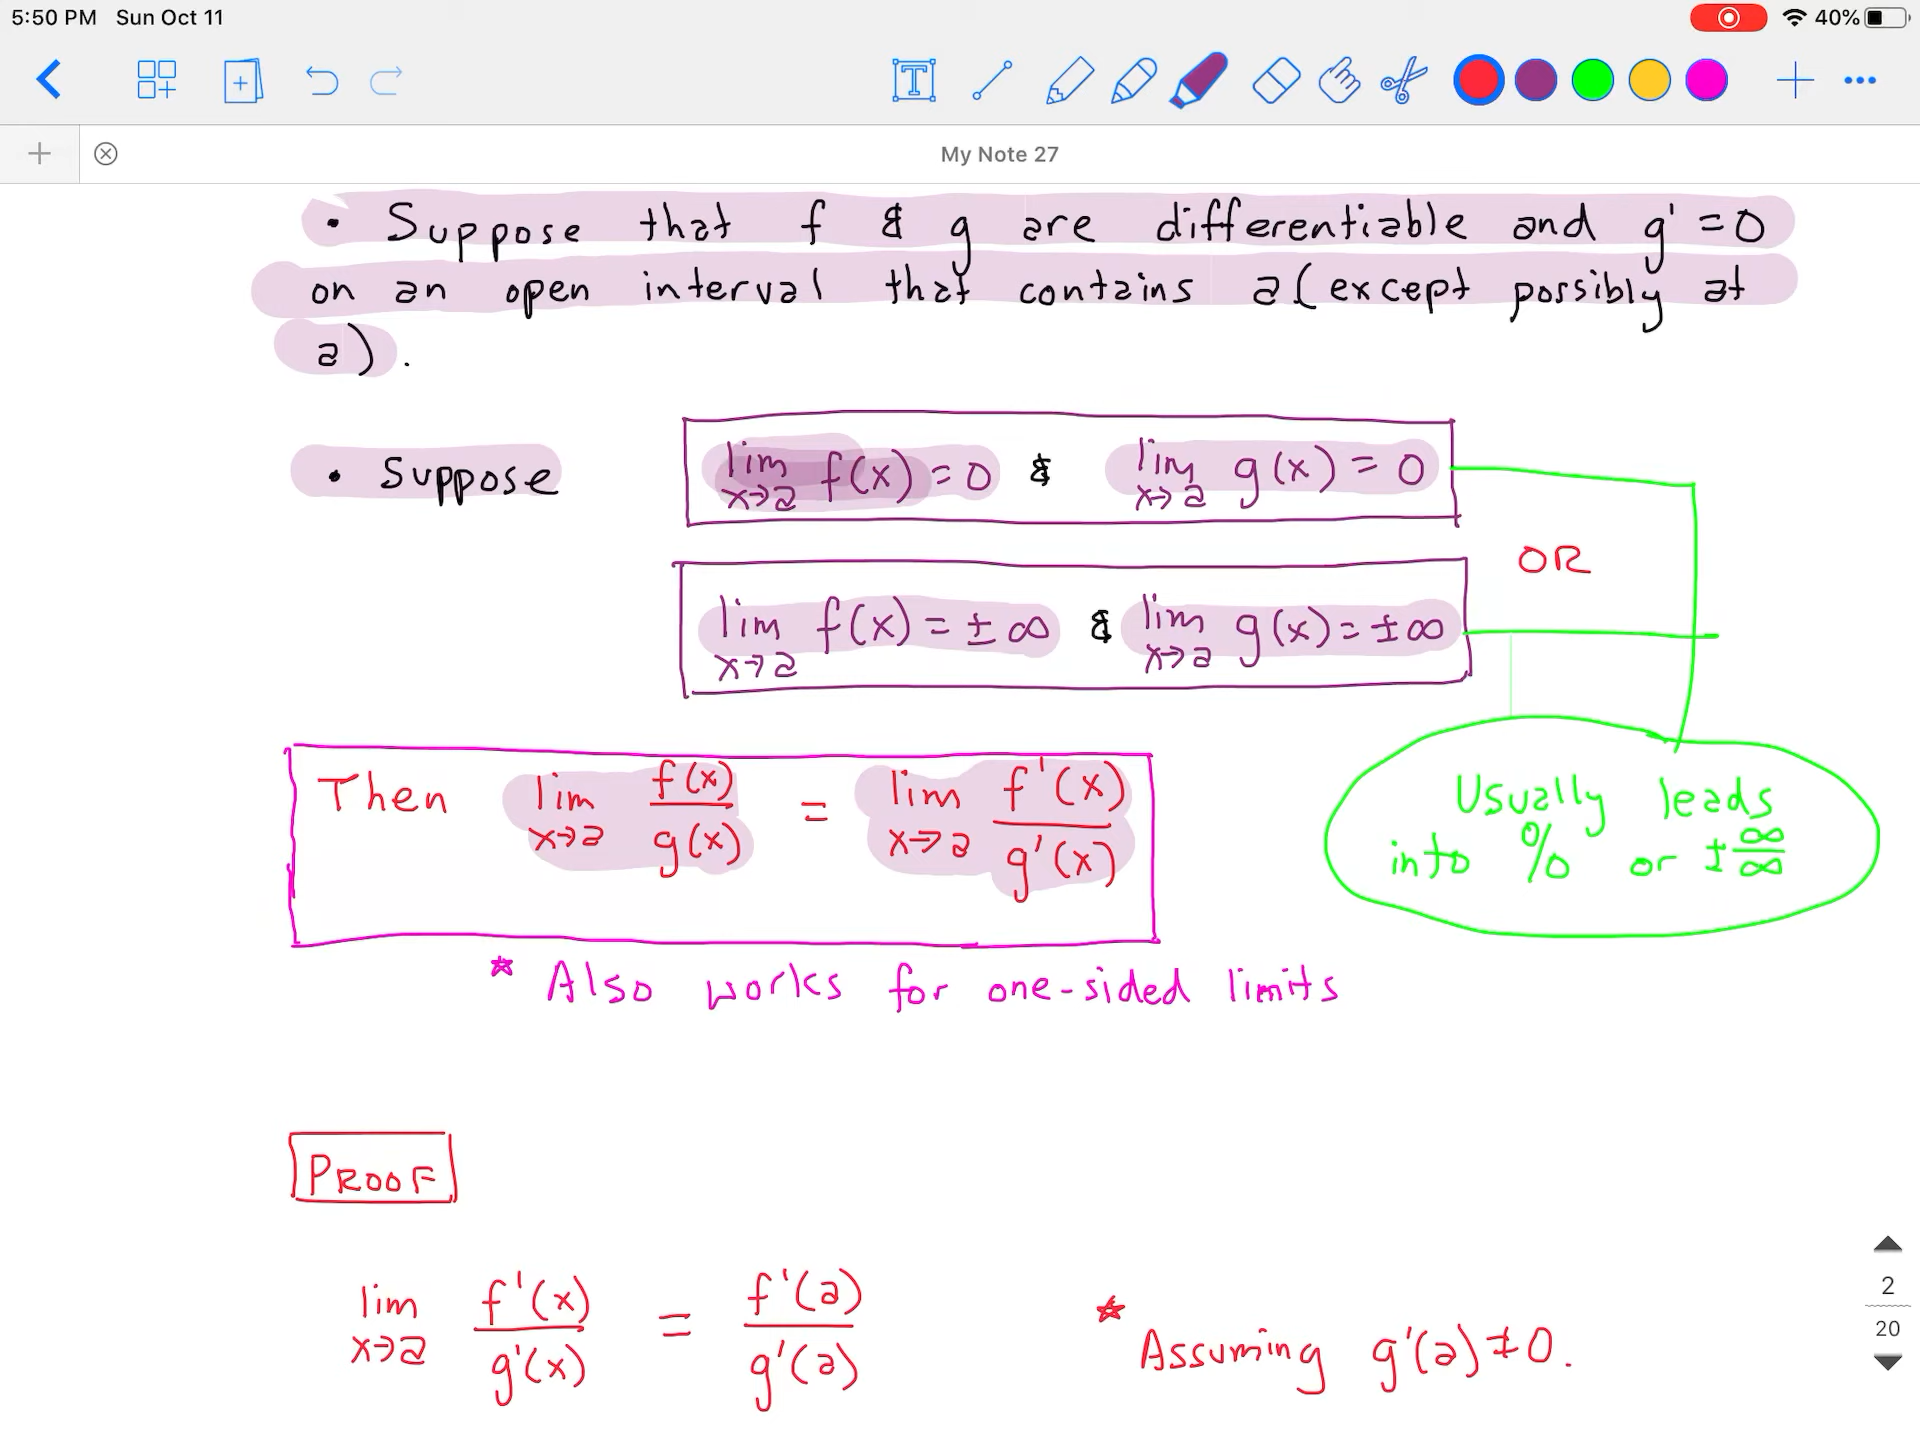 5:50 PM Sun Oct 11
40%
T
My Note 27
• Suppose that f & g are differentiable and g' = 0
on an open interval that contains a (except possibly at
a).
• Suppose
lim x→a f(x) = 0 & lim x→a g(x) = 0
OR
lim x→a f(x) = ±∞ & lim x→a g(x) = ±∞
Then lim x→a f(x)/g(x) = lim x→a f'(x)/g'(x)
Usually leads
into 0/0 or ± ∞/∞
* Also works for one-sided limits
PROOF
lim x→a f'(x)/g'(x) = f'(a)/g'(a)
* Assuming g'(a) ≠ 0.
2
20